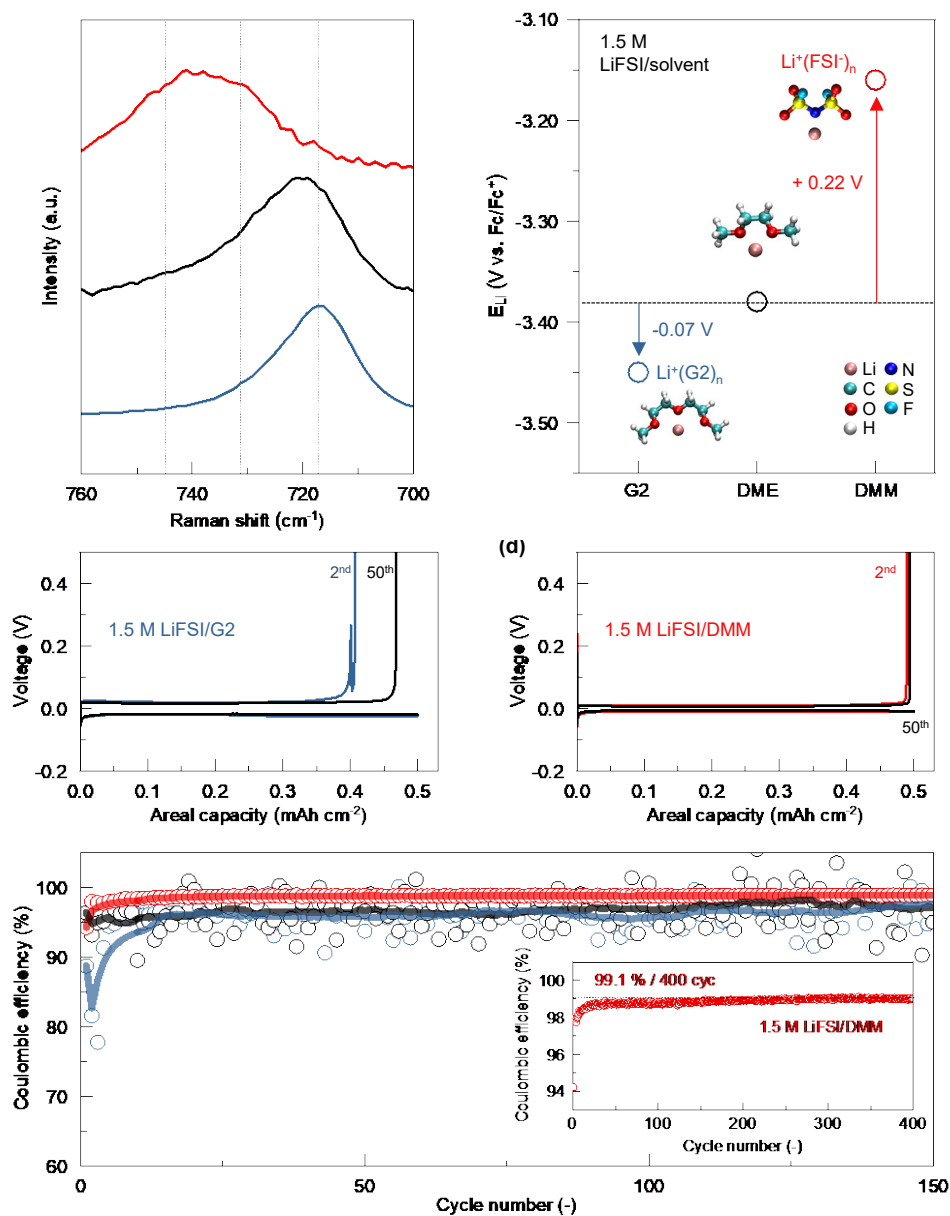 Intensity (a.u.)
760
740
720
700
Raman shift (cm⁻¹)
-3.10
-3.20
-3.30
-3.40
-3.50
E_Li (V vs. Fc/Fc⁺)
1.5 M
LiFSI/solvent
Li⁺(FSI⁻)ₙ
+ 0.22 V
-0.07 V
Li⁺(G2)ₙ
Li N
C S
O F
H
G2
DME
DMM
0.4
0.2
0.0
-0.2
Voltage (V)
2ⁿᵈ
50ᵗʰ
1.5 M LiFSI/G2
0.0
0.1
0.2
0.3
0.4
0.5
Areal capacity (mAh cm⁻²)
(d)
0.4
0.2
0.0
-0.2
Voltage (V)
2ⁿᵈ
1.5 M LiFSI/DMM
50ᵗʰ
0.0
0.1
0.2
0.3
0.4
0.5
Areal capacity (mAh cm⁻²)
100
90
80
70
60
Coulombic efficiency (%)
0
50
100
150
Cycle number (-)
100
98
96
94
Coulombic efficiency (%)
99.1 % / 400 cyc
1.5 M LiFSI/DMM
0
100
200
300
400
Cycle number (-)